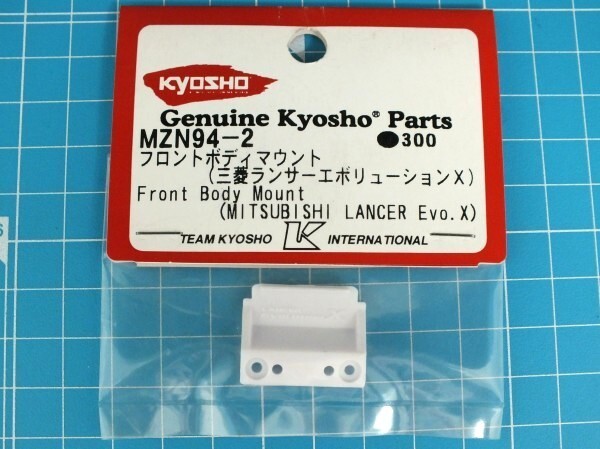 KYOSHO
Genuine Kyosho® Parts
MZN94-2 ●300
フロントボディマウント
(三菱ランサーエボリューションX)
Front Body Mount
(MITSUBISHI LANCER Evo.X)
TEAM KYOSHO K INTERNATIONAL